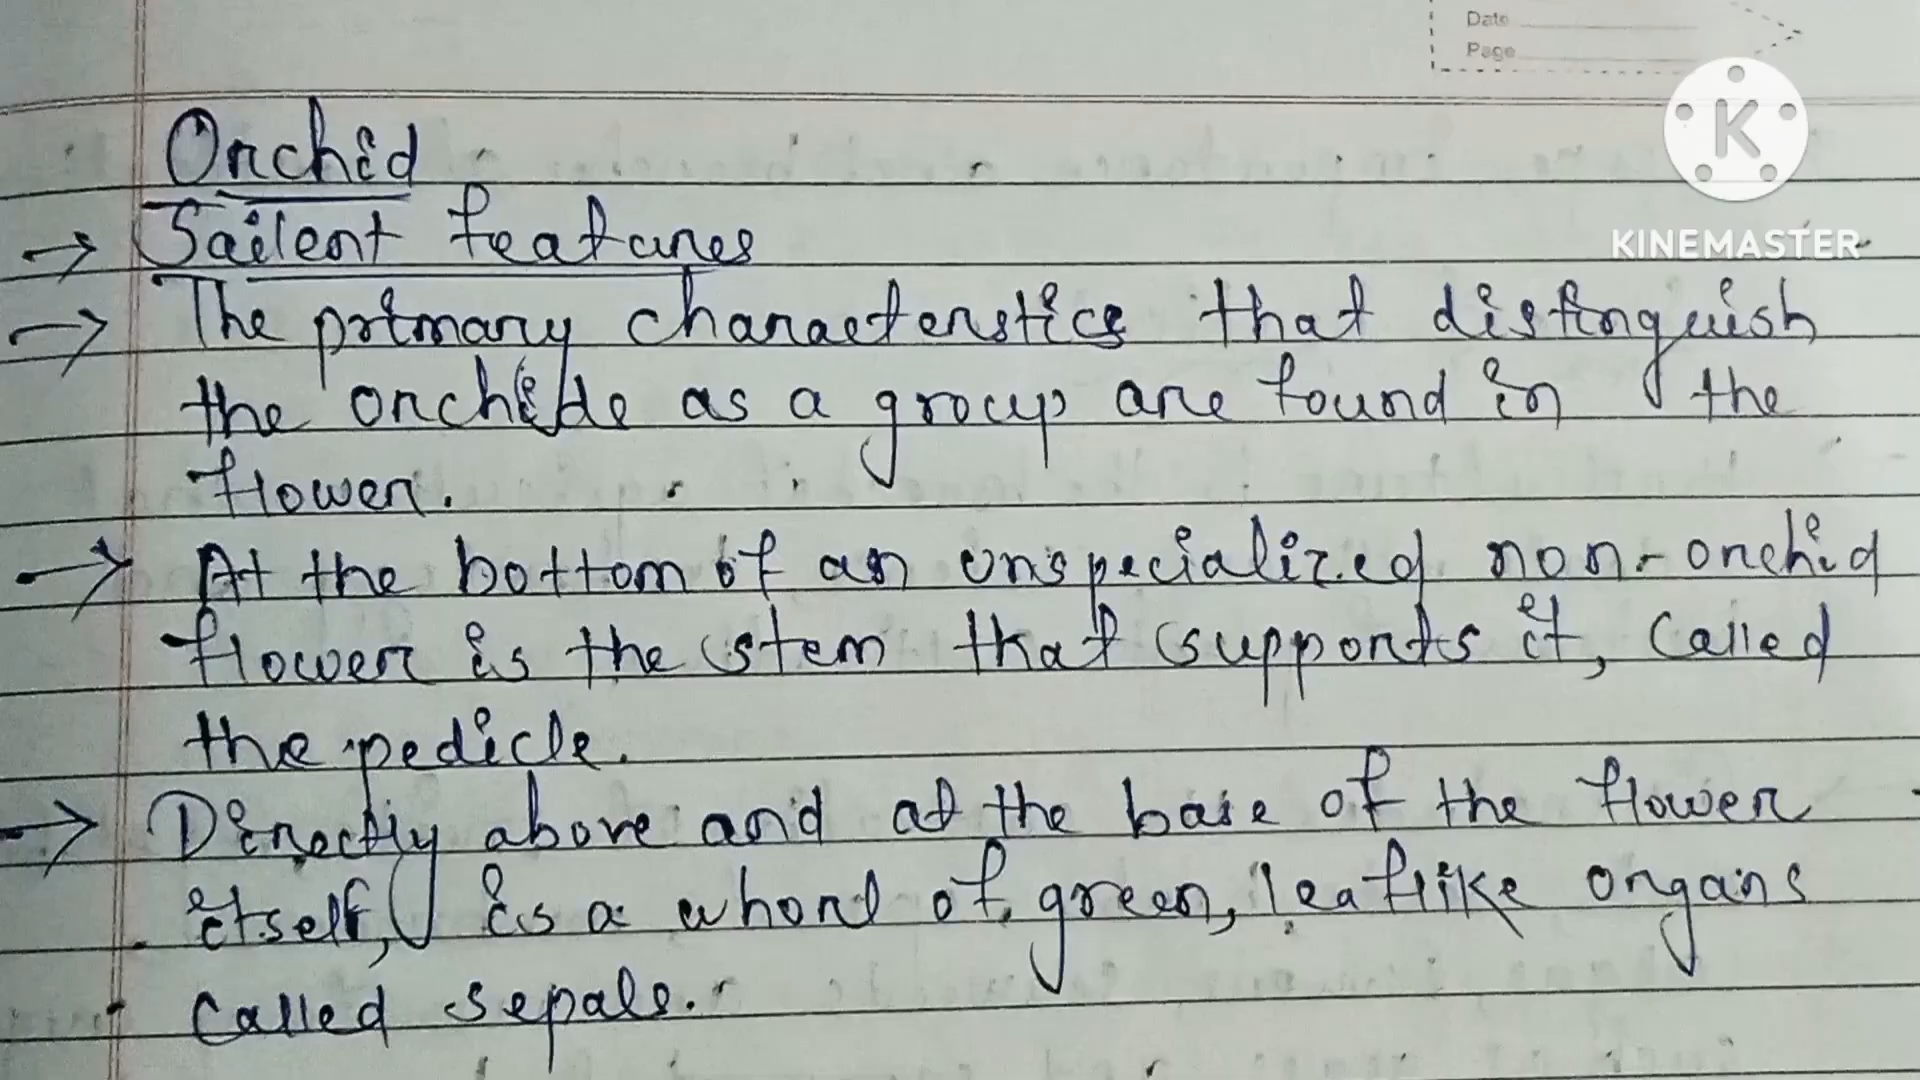 Date
Page
KINEMASTER
Orchid
→ Sailent features
→ The primary characterstics that distinguish
the orchids as a group are found in the
flower.
→ At the bottom of an unspecialized non-orchid
flower is the stem that supports it, called
the pedicle.
→ Directly above and at the base of the flower
itself, is a whorl of green, leaflike organs
called sepals.